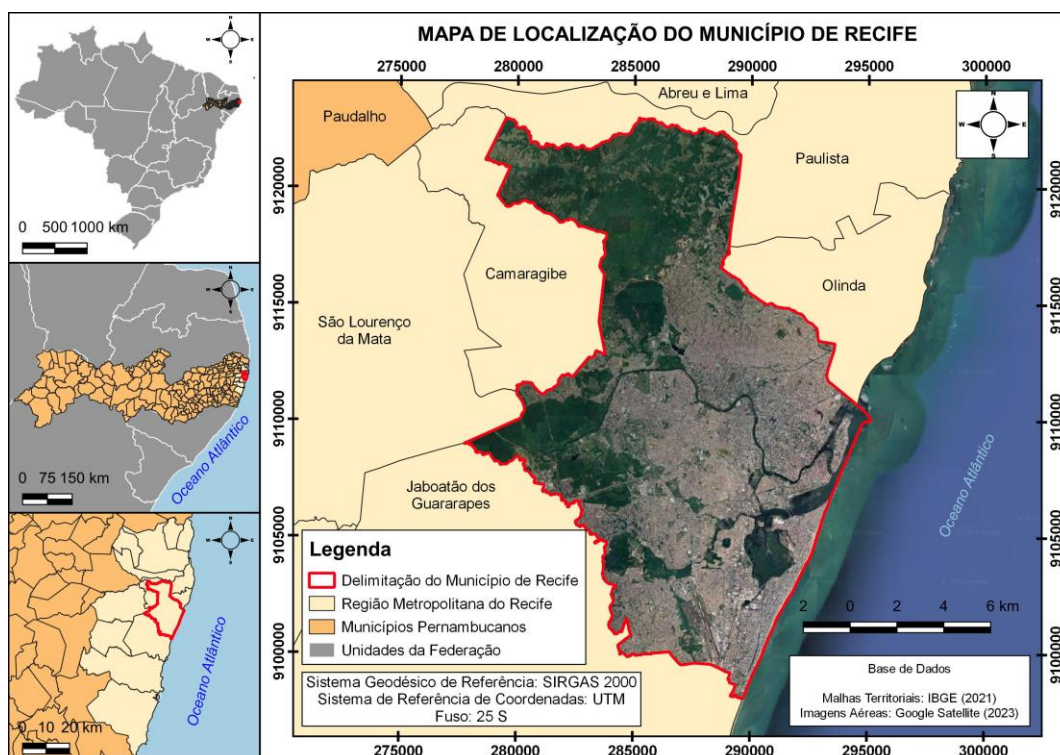 N
W
E
S
0 500 1000 km
N
W
E
S
Oceano Atlântico
0 75 150 km
N
W
E
S
Oceano Atlântico
0 10 20 km
MAPA DE LOCALIZAÇÃO DO MUNICÍPIO DE RECIFE
275000 280000 285000 290000 295000 300000
Abreu e Lima
Paudalho
Paulista
N
W
E
S
9120000 9120000
Camaragibe
Olinda
São Lourenço
da Mata
9115000 9115000
9110000 9110000
Oceano Atlântico
Jaboatão dos
Guararapes
9105000 9105000
Legenda
Delimitação do Município de Recife
Região Metropolitana do Recife
Municípios Pernambucanos
Unidades da Federação
2 0 2 4 6 km
9100000 9100000
Sistema Geodésico de Referência: SIRGAS 2000
Sistema de Referência de Coordenadas: UTM
Fuso: 25 S
Base de Dados
Malhas Territoriais: IBGE (2021)
Imagens Aéreas: Google Satellite (2023)
275000 280000 285000 290000 295000 300000